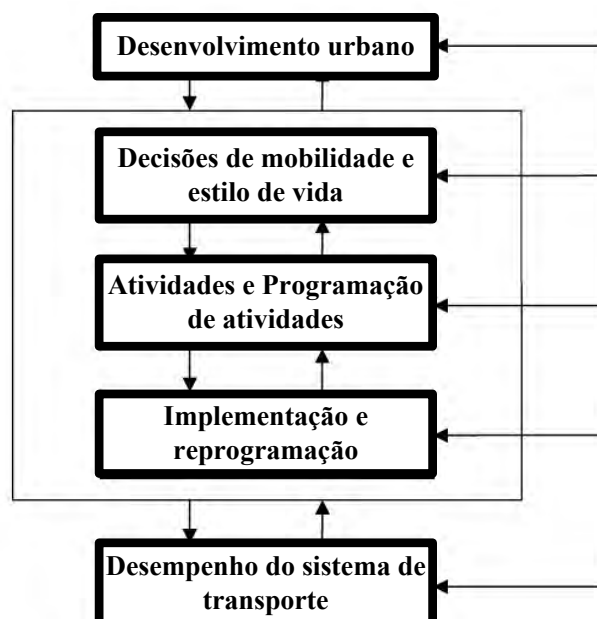 Desenvolvimento urbano
Decisões de mobilidade e
estilo de vida
Atividades e Programação
de atividades
Implementação e
reprogramação
Desempenho do sistema de
transporte